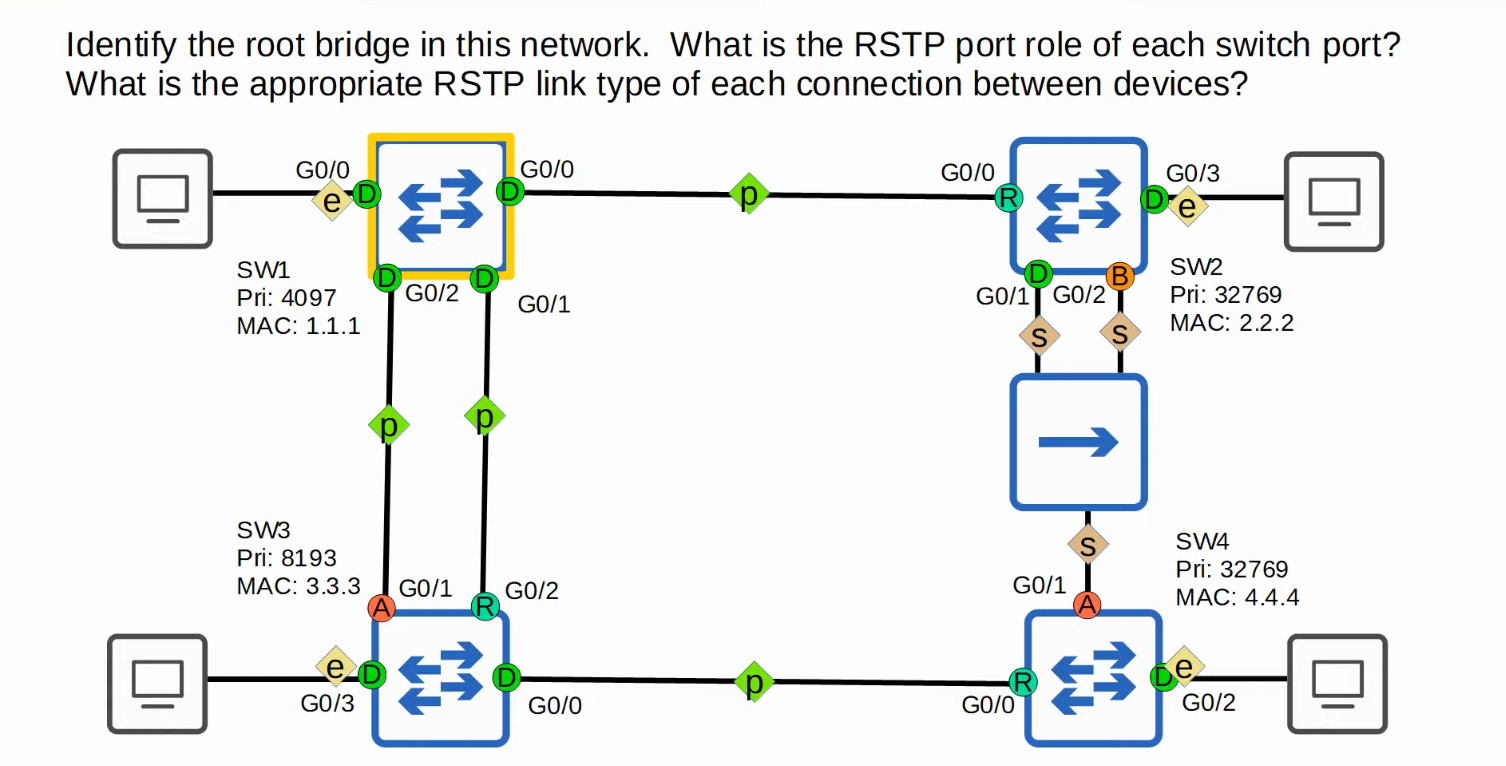 Identify the root bridge in this network.  What is the RSTP port role of each switch port?
What is the appropriate RSTP link type of each connection between devices?
G0/0
e
D
D
G0/0
p
G0/0
R
D
e
G0/3
SW1
Pri: 4097
MAC: 1.1.1
D
G0/2
D
G0/1
D
G0/1
G0/2
B
SW2
Pri: 32769
MAC: 2.2.2
s
s
p
p
s
SW3
Pri: 8193
MAC: 3.3.3
A
G0/1
R
G0/2
G0/1
A
SW4
Pri: 32769
MAC: 4.4.4
e
D
G0/3
D
G0/0
p
R
G0/0
D
e
G0/2